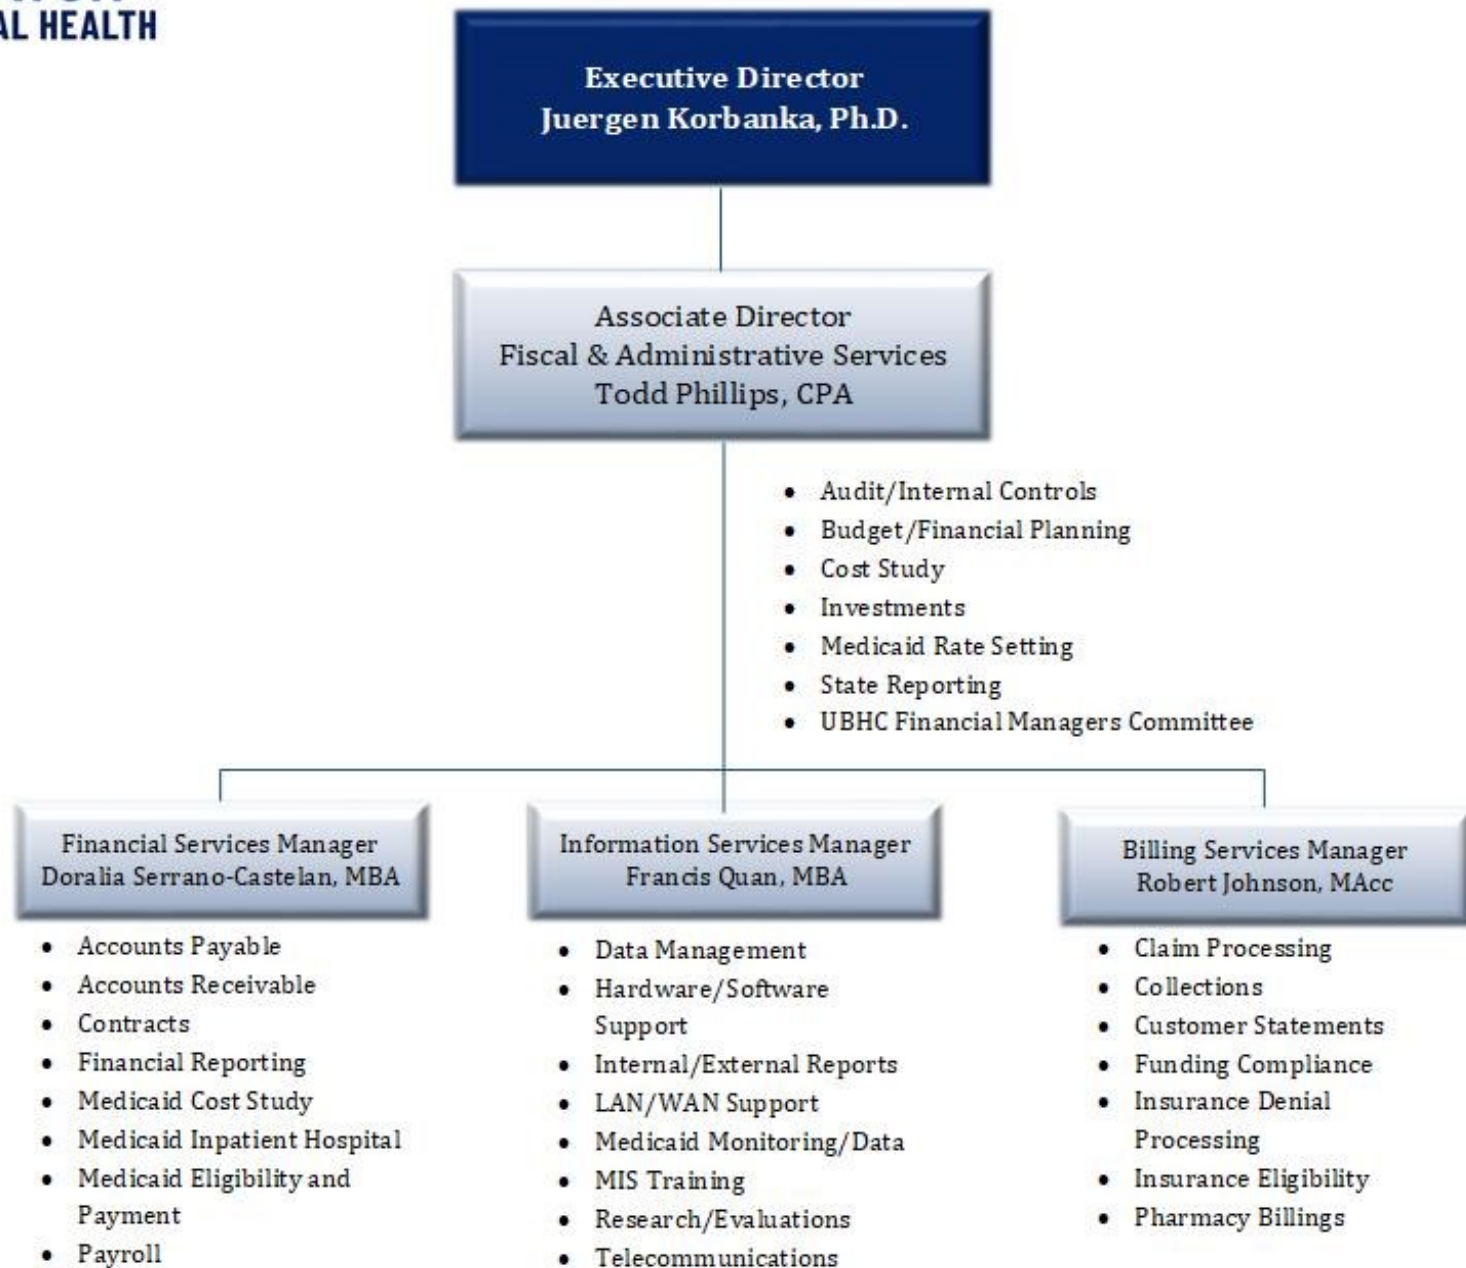 AL HEALTH
Executive Director
Juergen Korbanka, Ph.D.
Associate Director
Fiscal & Administrative Services
Todd Phillips, CPA
• Audit/Internal Controls
• Budget/Financial Planning
• Cost Study
• Investments
• Medicaid Rate Setting
• State Reporting
• UBHC Financial Managers Committee
Financial Services Manager
Doralia Serrano-Castelan, MBA
• Accounts Payable
• Accounts Receivable
• Contracts
• Financial Reporting
• Medicaid Cost Study
• Medicaid Inpatient Hospital
• Medicaid Eligibility and
Payment
• Payroll
Information Services Manager
Francis Quan, MBA
• Data Management
• Hardware/Software
Support
• Internal/External Reports
• LAN/WAN Support
• Medicaid Monitoring/Data
• MIS Training
• Research/Evaluations
• Telecommunications
Billing Services Manager
Robert Johnson, MAcc
• Claim Processing
• Collections
• Customer Statements
• Funding Compliance
• Insurance Denial
Processing
• Insurance Eligibility
• Pharmacy Billings